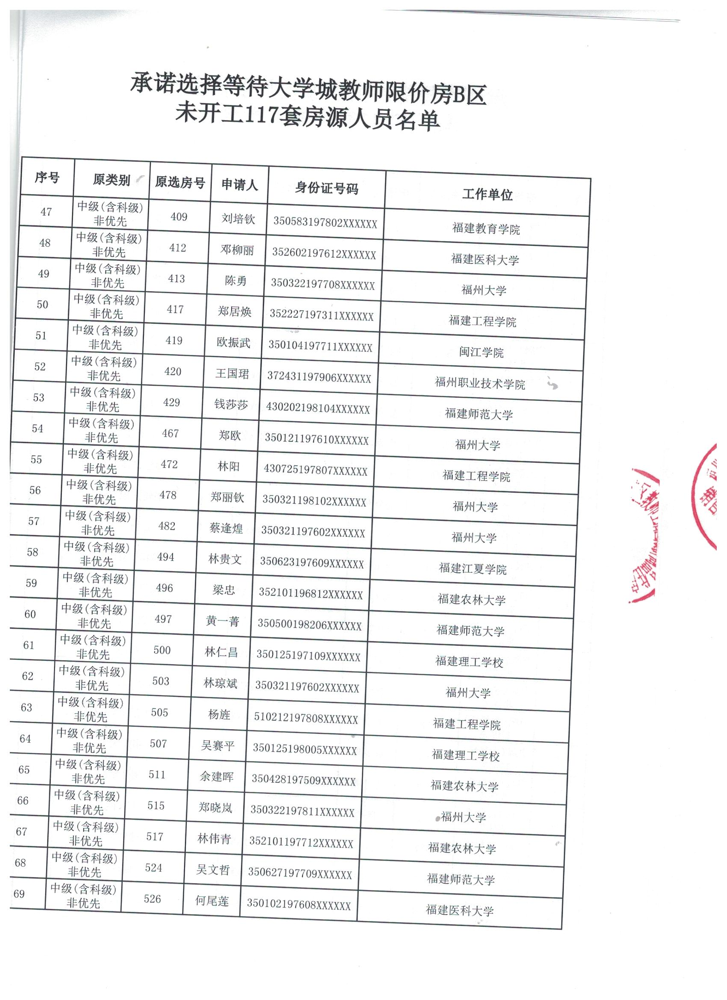 承诺选择等待大学城教师限价房B区
未开工117套房源人员名单
序号 原类别 原选房号 申请人 身份证号码 工作单位
47 中级(含科级)非优先 409 刘培钦 350583197802XXXXXX 福建教育学院
48 中级(含科级)非优先 412 邓柳丽 352602197612XXXXXX 福建医科大学
49 中级(含科级)非优先 413 陈勇 350322197708XXXXXX 福州大学
50 中级(含科级)非优先 417 郑居焕 352227197311XXXXXX 福建工程学院
51 中级(含科级)非优先 419 欧振武 350104197711XXXXXX 闽江学院
52 中级(含科级)非优先 420 王国珺 372431197906XXXXXX 福州职业技术学院
53 中级(含科级)非优先 429 钱莎莎 430202198104XXXXXX 福建师范大学
54 中级(含科级)非优先 467 郑欧 350121197610XXXXXX 福州大学
55 中级(含科级)非优先 472 林阳 430725197807XXXXXX 福建工程学院
56 中级(含科级)非优先 478 郑丽钦 350321198102XXXXXX 福州大学
57 中级(含科级)非优先 482 蔡逢煌 350321197602XXXXXX 福州大学
58 中级(含科级)非优先 494 林贵文 350623197609XXXXXX 福建江夏学院
59 中级(含科级)非优先 496 梁忠 352101196812XXXXXX 福建农林大学
60 中级(含科级)非优先 497 黄一菁 350500198206XXXXXX 福建师范大学
61 中级(含科级)非优先 500 林仁昌 350125197109XXXXXX 福建理工学校
62 中级(含科级)非优先 503 林琼斌 350321197602XXXXXX 福州大学
63 中级(含科级)非优先 505 杨旌 510212197808XXXXXX 福建工程学院
64 中级(含科级)非优先 507 吴赛平 350125198005XXXXXX 福建理工学校
65 中级(含科级)非优先 511 余建晖 350428197509XXXXXX 福建农林大学
66 中级(含科级)非优先 515 郑晓岚 350322197811XXXXXX 福州大学
67 中级(含科级)非优先 517 林伟青 352101197712XXXXXX 福建农林大学
68 中级(含科级)非优先 524 吴文哲 350627197709XXXXXX 福建师范大学
69 中级(含科级)非优先 526 何尾莲 350102197608XXXXXX 福建医科大学